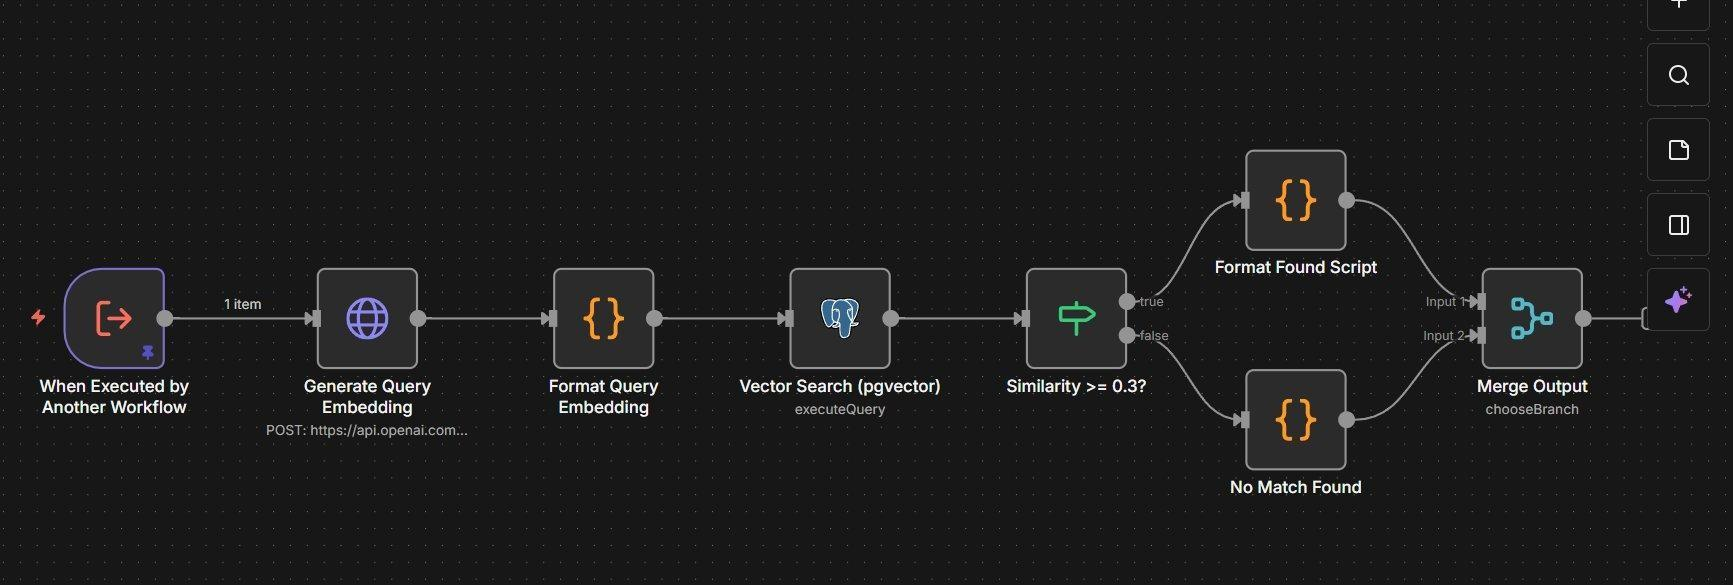 1 item
When Executed by
Another Workflow
Generate Query
Embedding
POST: https://api.openai.com...
Format Query
Embedding
Vector Search (pgvector)
executeQuery
Similarity >= 0.3?
true
false
Format Found Script
No Match Found
Input 1
Input 2
Merge Output
chooseBranch